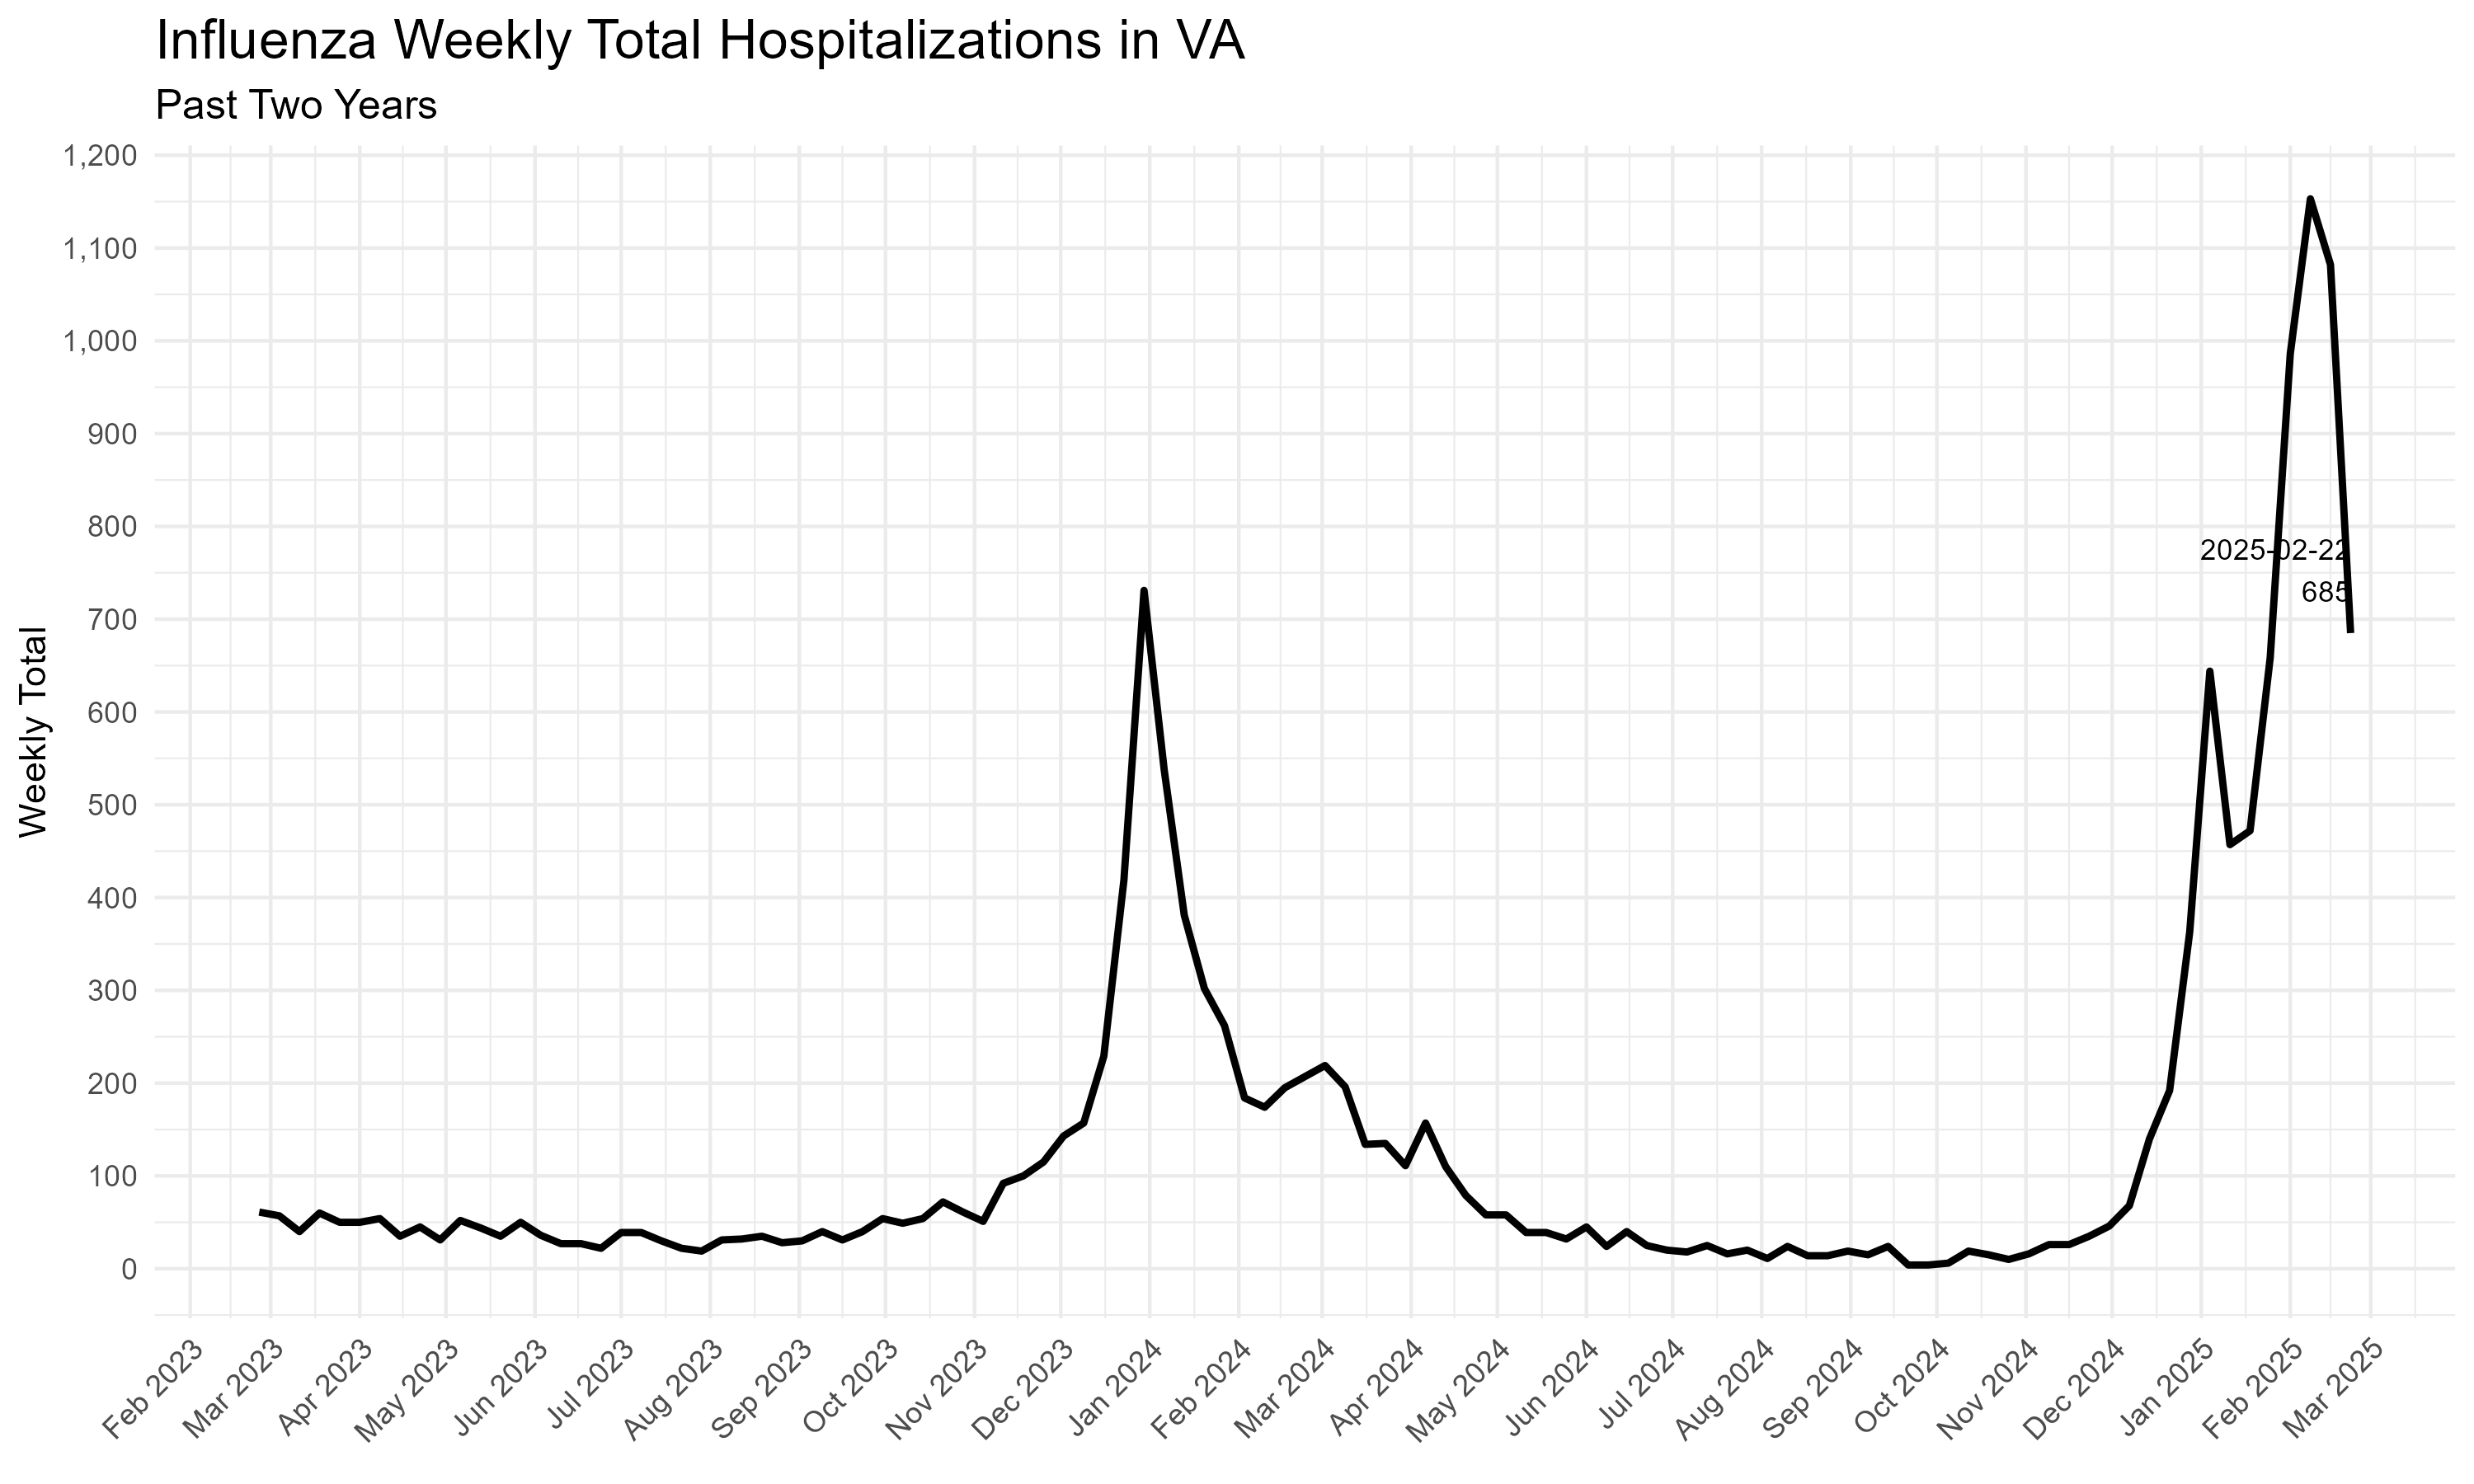 Influenza Weekly Total Hospitalizations in VA
Past Two Years
1,200
1,100
1,000
900
800
700
600
500
400
300
200
100
0
Weekly Total
2025-02-22
685
Feb 2023
Mar 2023
Apr 2023
May 2023
Jun 2023
Jul 2023
Aug 2023
Sep 2023
Oct 2023
Nov 2023
Dec 2023
Jan 2024
Feb 2024
Mar 2024
Apr 2024
May 2024
Jun 2024
Jul 2024
Aug 2024
Sep 2024
Oct 2024
Nov 2024
Dec 2024
Jan 2025
Feb 2025
Mar 2025